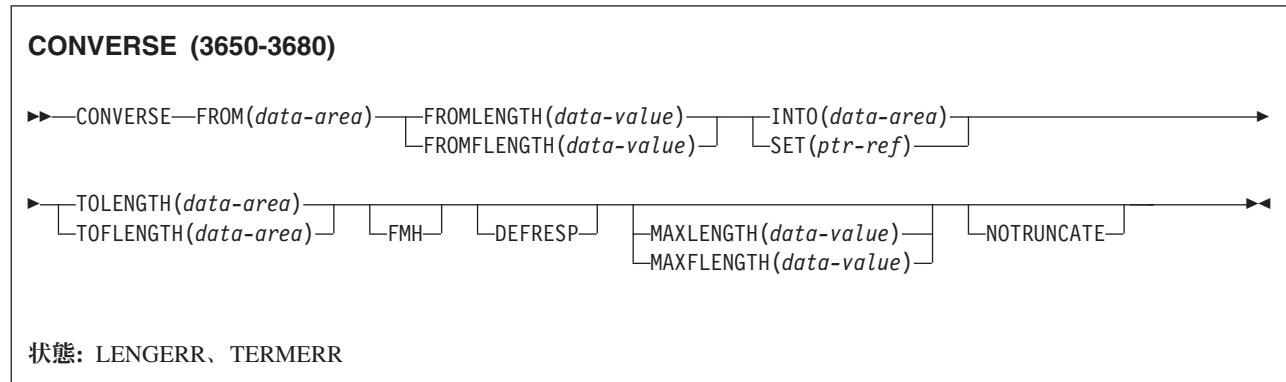 CONVERSE (3650-3680)
CONVERSE FROM(data-area) FROMLENGTH(data-value) INTO(data-area)
FROMFLENGTH(data-value) SET(ptr-ref)
TOLENGTH(data-area)
TOFLENGTH(data-area) FMH DEFRESP MAXLENGTH(data-value) NOTRUNCATE
MAXFLENGTH(data-value)
状態: LENGERR、TERMERR